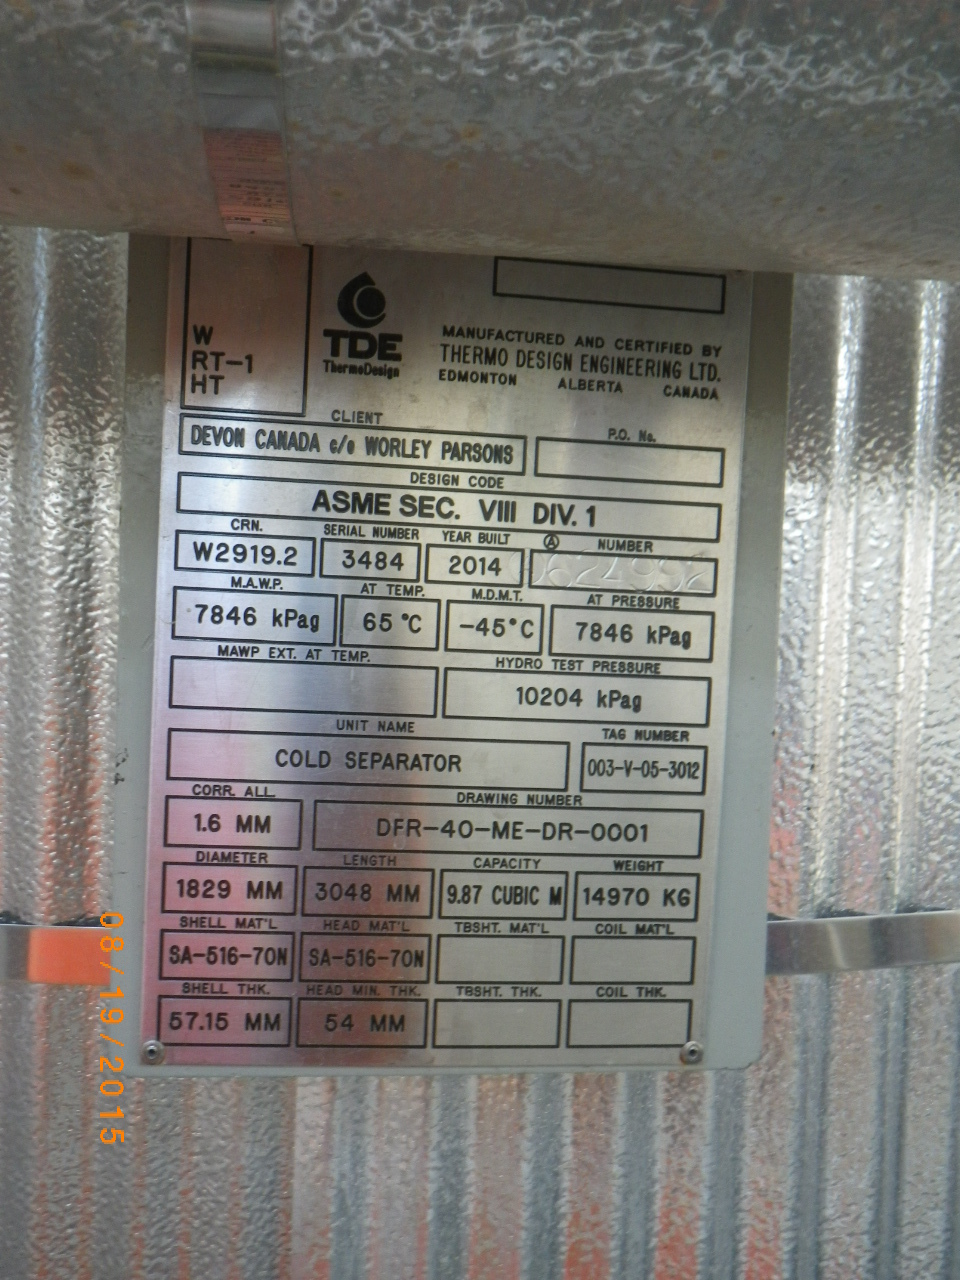 W
RT-1
HT
TDE
ThermoDesign
MANUFACTURED AND CERTIFIED BY
THERMO DESIGN ENGINEERING LTD.
EDMONTON ALBERTA CANADA
CLIENT P.O. No.
DEVON CANADA c/o WORLEY PARSONS
DESIGN CODE
ASME SEC. VIII DIV. 1
CRN. SERIAL NUMBER YEAR BUILT A NUMBER
W2919.2 3484 2014
M.A.W.P. AT TEMP. M.D.M.T. AT PRESSURE
7846 kPag 65 °C -45°C 7846 kPag
MAWP EXT. AT TEMP. HYDRO TEST PRESSURE
10204 kPag
UNIT NAME TAG NUMBER
COLD SEPARATOR 003-V-05-3012
CORR. ALL. DRAWING NUMBER
1.6 MM DFR-40-ME-DR-0001
DIAMETER LENGTH CAPACITY WEIGHT
1829 MM 3048 MM 9.87 CUBIC M 14970 KG
SHELL MAT'L HEAD MAT'L TBSHT. MAT'L COIL MAT'L
SA-516-70N SA-516-70N
SHELL THK. HEAD MIN. THK. TBSHT. THK. COIL THK.
57.15 MM 54 MM
08/19/2015